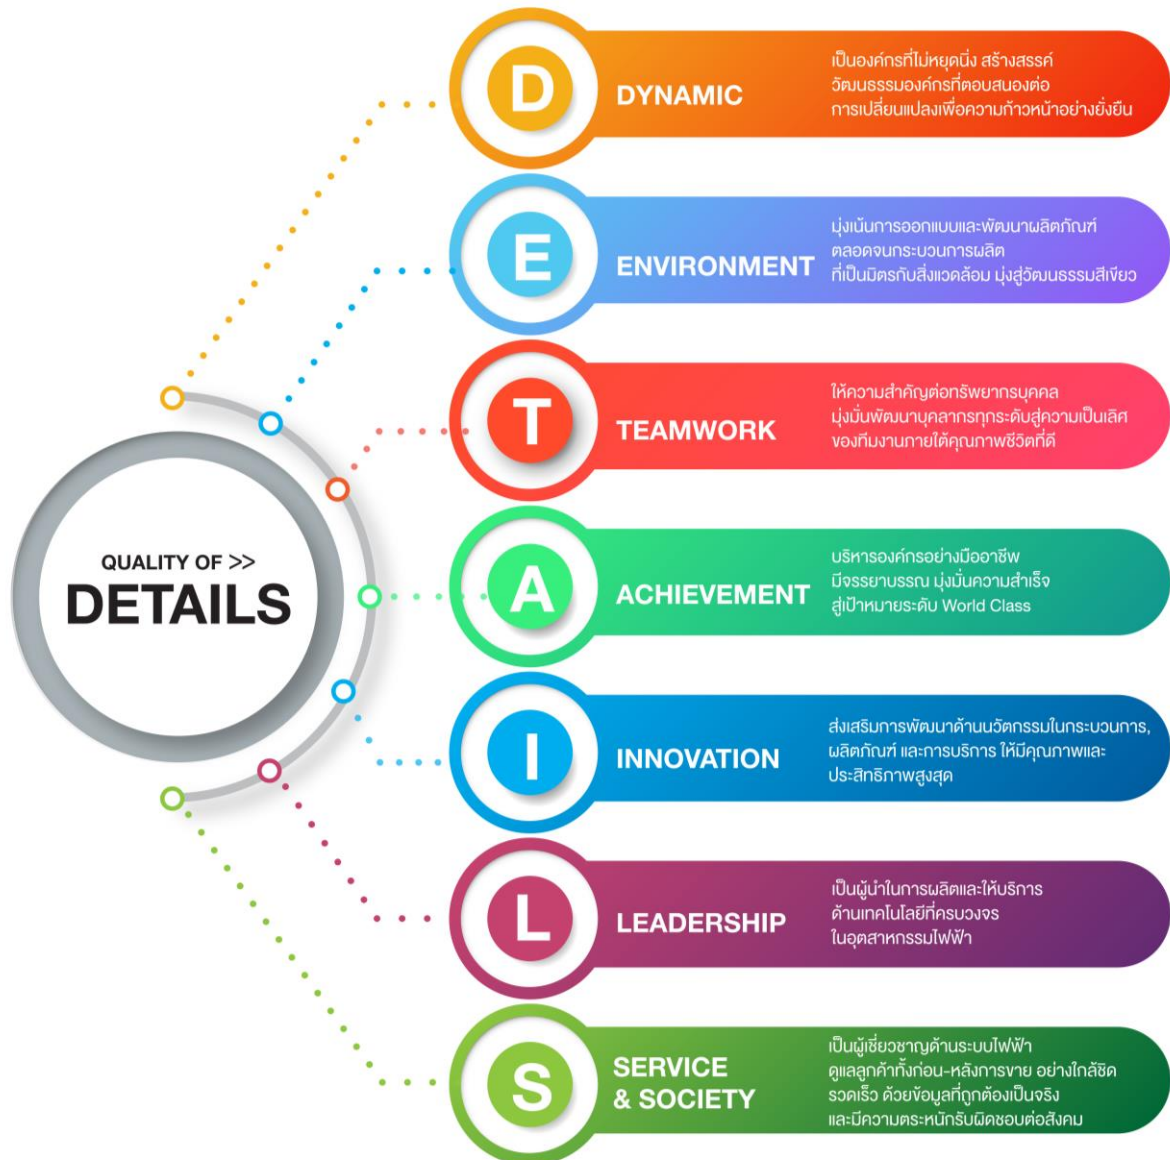 QUALITY OF >>
DETAILS
D
DYNAMIC
เป็นองค์กรที่ไม่หยุดนิ่ง สร้างสรรค์
วัฒนธรรมองค์กรที่ตอบสนองต่อ
การเปลี่ยนแปลงเพื่อความก้าวหน้าอย่างยั่งยืน
E
ENVIRONMENT
มุ่งเน้นการออกแบบและพัฒนาผลิตภัณฑ์
ตลอดจนกระบวนการผลิต
ที่เป็นมิตรกับสิ่งแวดล้อม มุ่งสู่วัฒนธรรมสีเขียว
T
TEAMWORK
ให้ความสำคัญต่อทรัพยากรบุคคล
มุ่งมั่นพัฒนาบุคลากรทุกระดับสู่ความเป็นเลิศ
ของทีมงานภายใต้คุณภาพชีวิตที่ดี
A
ACHIEVEMENT
บริหารองค์กรอย่างมืออาชีพ
มีจรรยาบรรณ มุ่งมั่นความสำเร็จ
สู่เป้าหมายระดับ World Class
I
INNOVATION
ส่งเสริมการพัฒนาด้านนวัตกรรมในกระบวนการ,
ผลิตภัณฑ์ และการบริการ ให้มีคุณภาพและ
ประสิทธิภาพสูงสุด
L
LEADERSHIP
เป็นผู้นำในการผลิตและให้บริการ
ด้านเทคโนโลยีที่ครบวงจร
ในอุตสาหกรรมไฟฟ้า
S
SERVICE
& SOCIETY
เป็นผู้เชี่ยวชาญด้านระบบไฟฟ้า
ดูแลลูกค้าทั้งก่อน-หลังการขาย อย่างใกล้ชิด
รวดเร็ว ด้วยข้อมูลที่ถูกต้องเป็นจริง
และมีความตระหนักรับผิดชอบต่อสังคม